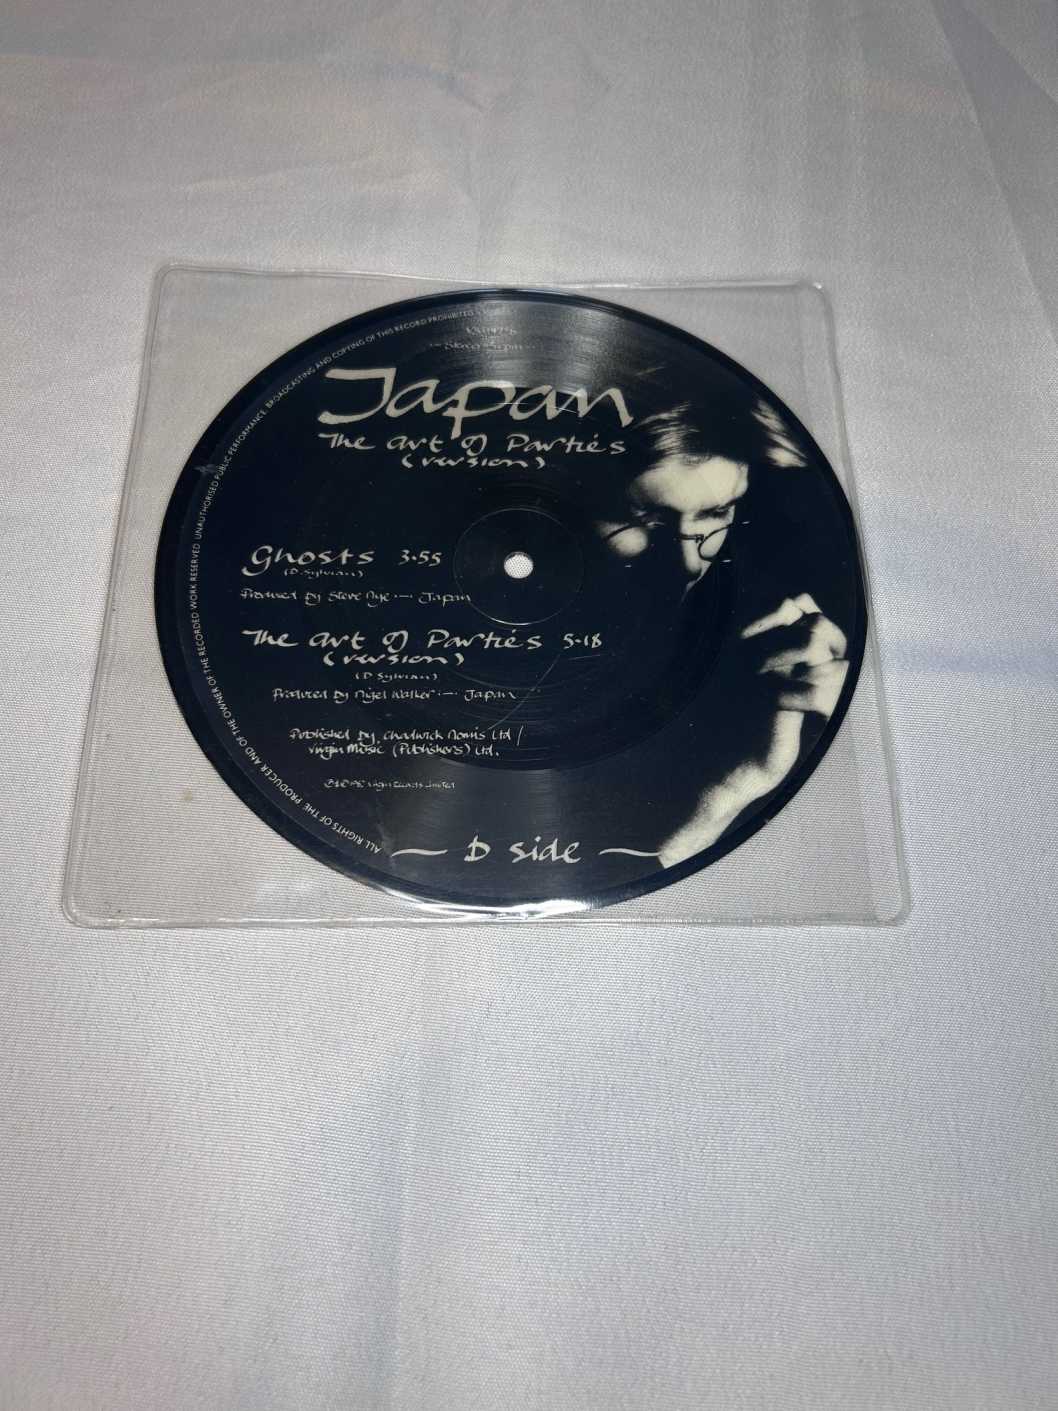 Japan
The Art of Parties
(version)
Ghosts 3.55
(D Sylvian)
Produced by Steve Nye — Japan
The Art of Parties 5.18
(version)
(D Sylvian)
Produced by Nigel Walker — Japan
Published by Chadwick Nomis Ltd /
Virgin Music (Publishers) Ltd.
Virgin Records Limited
~ D side ~
ALL RIGHTS OF THE PRODUCER AND OF THE OWNER OF THE RECORDED WORK RESERVED. UNAUTHORISED PUBLIC PERFORMANCE, BROADCASTING AND COPYING OF THIS RECORD PROHIBITED